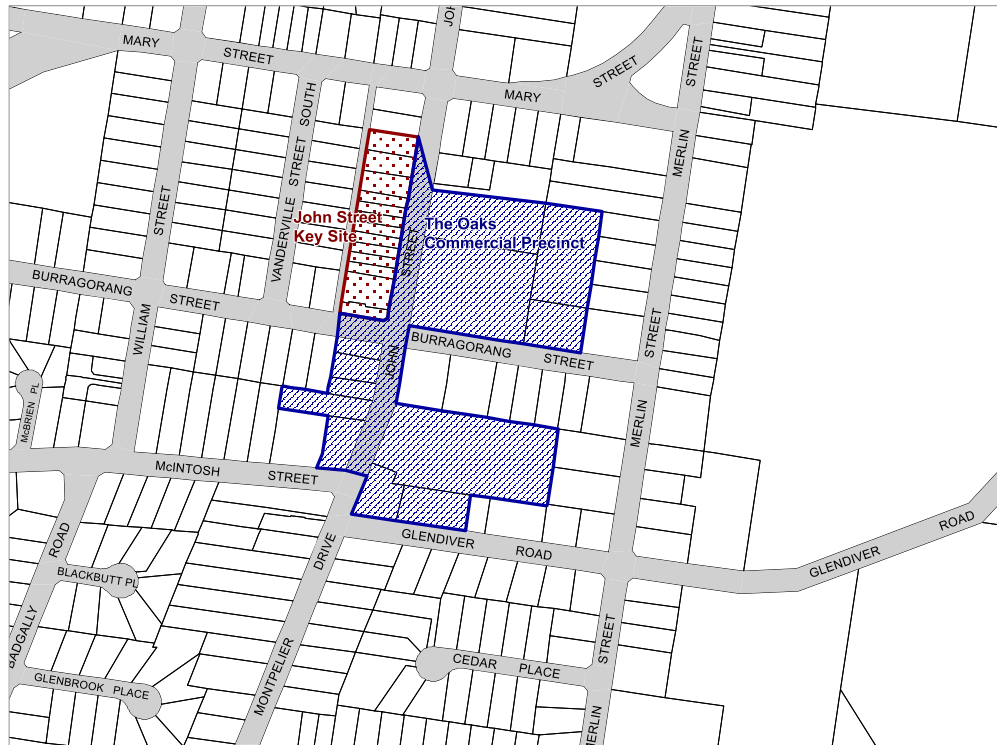 MARY
STREET
JOH
MARY
STREET
STREET
MERLIN
SOUTH
STREET
VANDERVILLE
STREET
WILLIAM
BURRAGORANG
STREET
John Street
Key Site
The Oaks
Commercial Precinct
STREET
JOHN
BURRAGORANG
STREET
STREET
MERLIN
McBRIEN PL
McINTOSH
STREET
GLENDIVER
ROAD
GLENDIVER
ROAD
DRIVE
MONTPELIER
ROAD
BADGALLY
BLACKBUTT PL
GLENBROOK PLACE
CEDAR PLACE
STREET
MERLIN